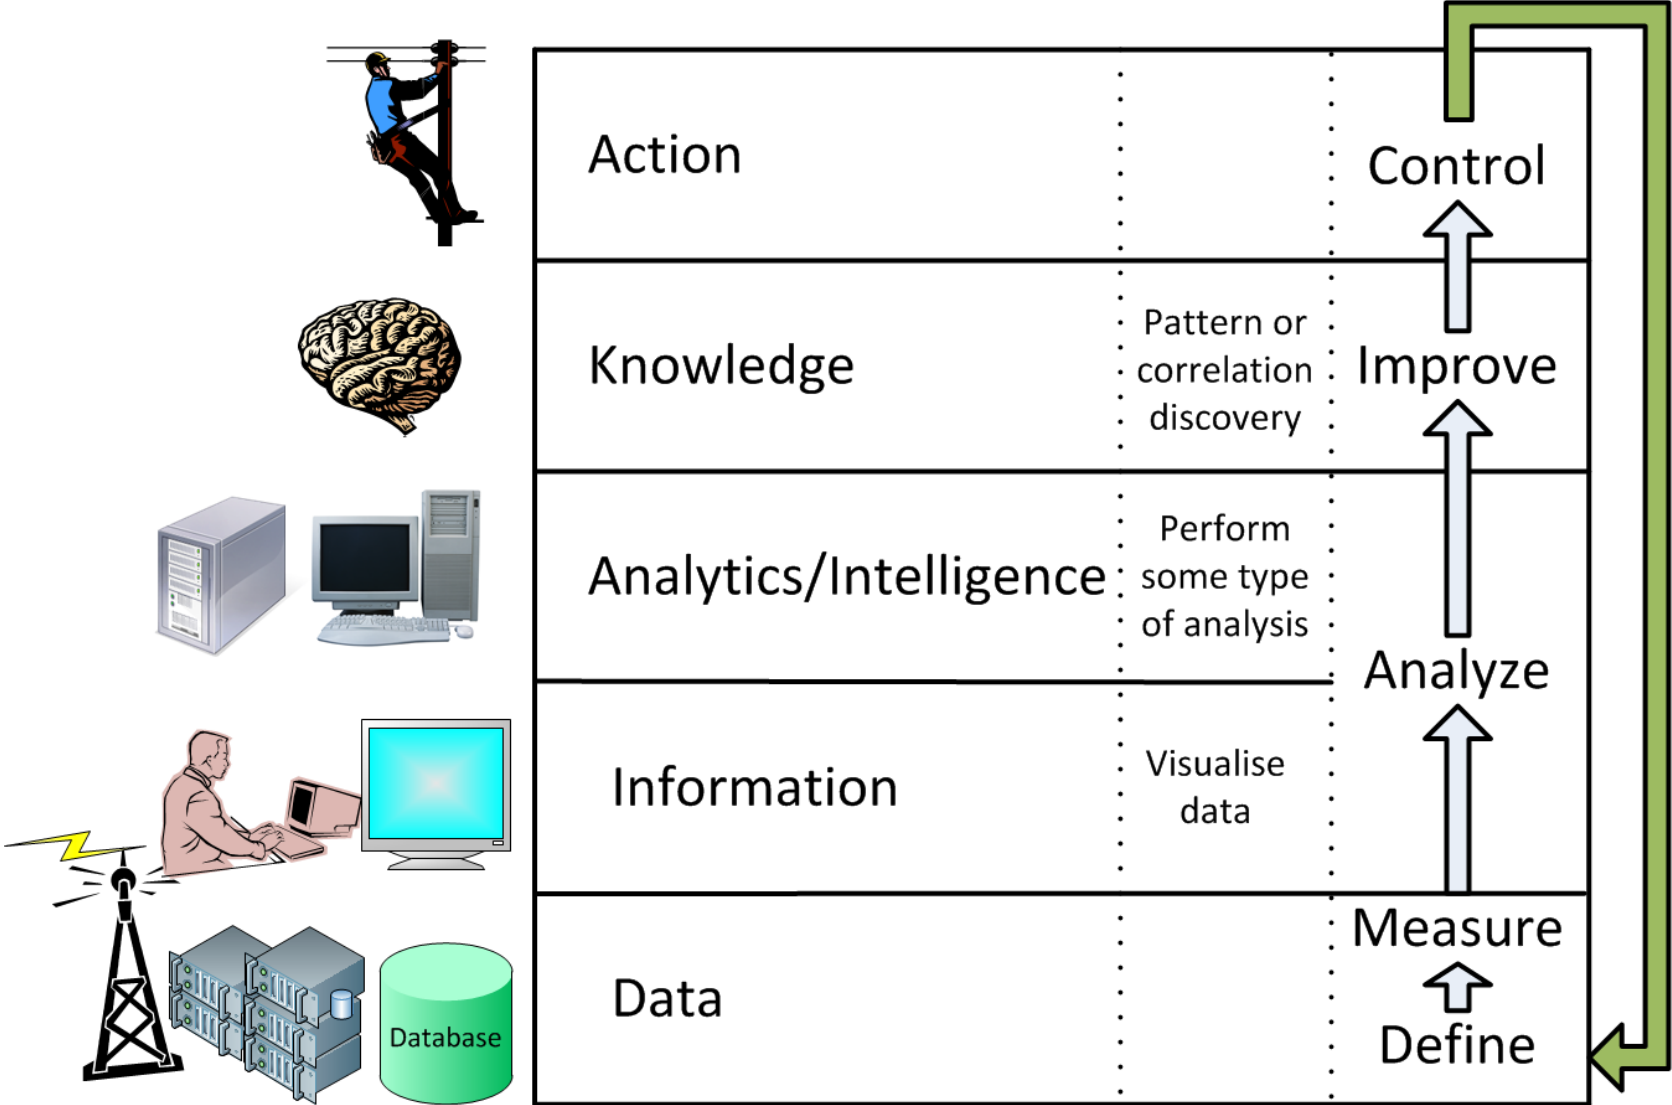 Action
Control
Knowledge
Pattern or
correlation
discovery
Improve
Analytics/Intelligence
Perform
some type
of analysis
Analyze
Information
Visualise
data
Measure
Data
Define
Database